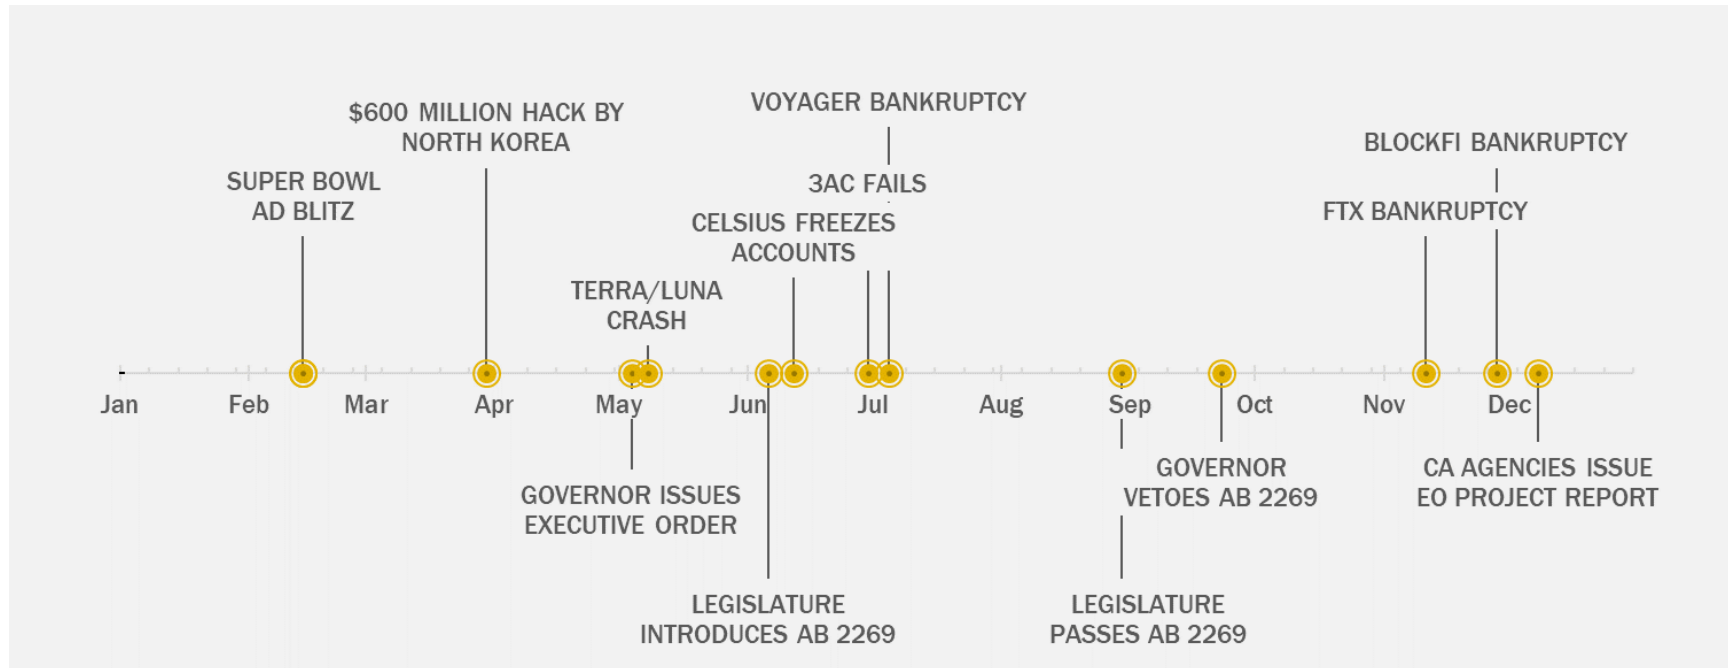 VOYAGER BANKRUPTCY
$600 MILLION HACK BY
NORTH KOREA
BLOCKFI BANKRUPTCY
SUPER BOWL
AD BLITZ
3AC FAILS
CELSIUS FREEZES
ACCOUNTS
FTX BANKRUPTCY
TERRA/LUNA
CRASH
Jan Feb Mar Apr May Jun Jul Aug Sep Oct Nov Dec
GOVERNOR ISSUES
EXECUTIVE ORDER
GOVERNOR
VETOES AB 2269
CA AGENCIES ISSUE
EO PROJECT REPORT
LEGISLATURE
INTRODUCES AB 2269
LEGISLATURE
PASSES AB 2269